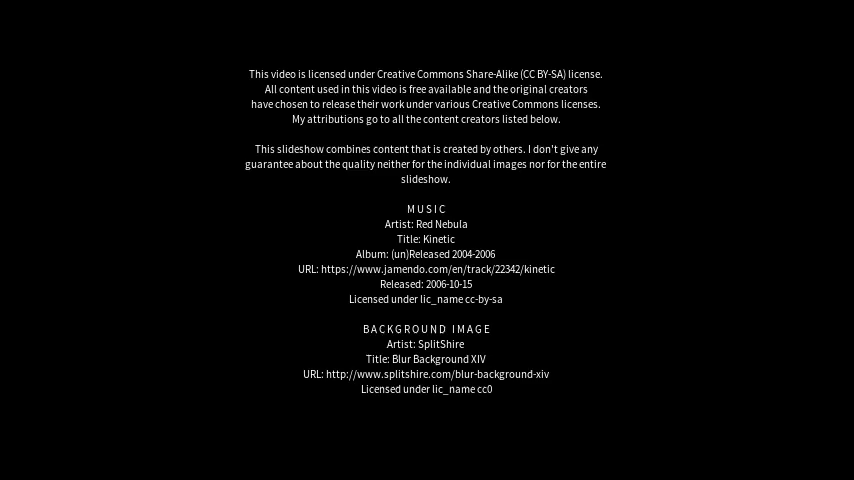 This video is licensed under Creative Commons Share-Alike (CC BY-SA) license.
All content used in this video is free available and the original creators
have chosen to release their work under various Creative Commons licenses.
My attributions go to all the content creators listed below.
This slideshow combines content that is created by others. I don't give any
guarantee about the quality neither for the individual images nor for the entire
slideshow.
MUSIC
Artist: Red Nebula
Title: Kinetic
Album: (un)Released 2004-2006
URL: https://www.jamendo.com/en/track/22342/kinetic
Released: 2006-10-15
Licensed under lic_name cc-by-sa
BACKGROUND IMAGE
Artist: SplitShire
Title: Blur Background XIV
URL: http://www.splitshire.com/blur-background-xiv
Licensed under lic_name cc0